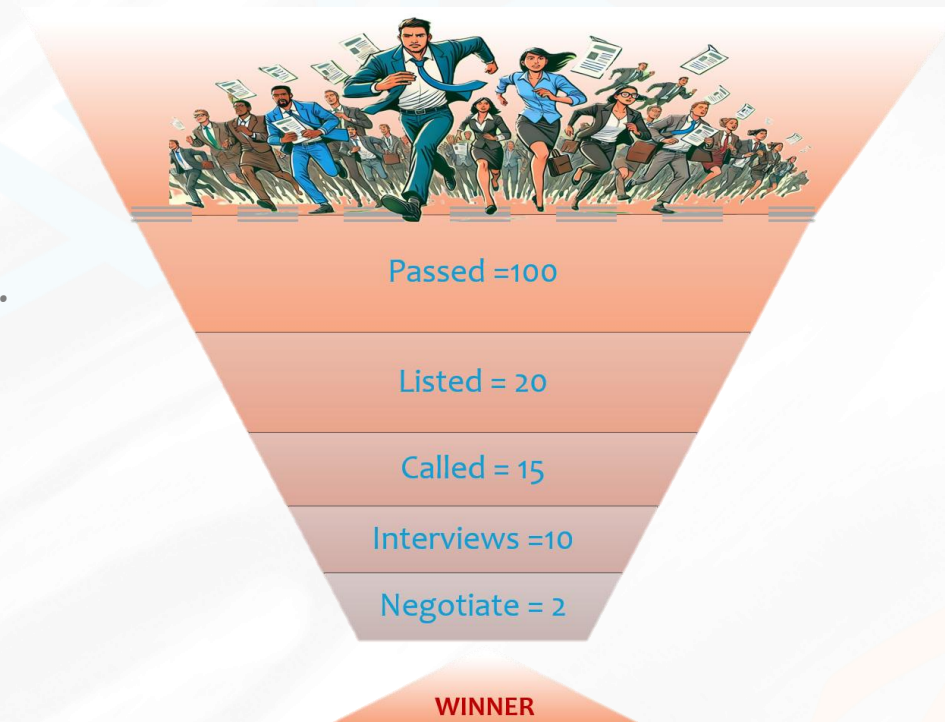 Passed =100
Listed = 20
Called = 15
Interviews =10
Negotiate = 2
WINNER